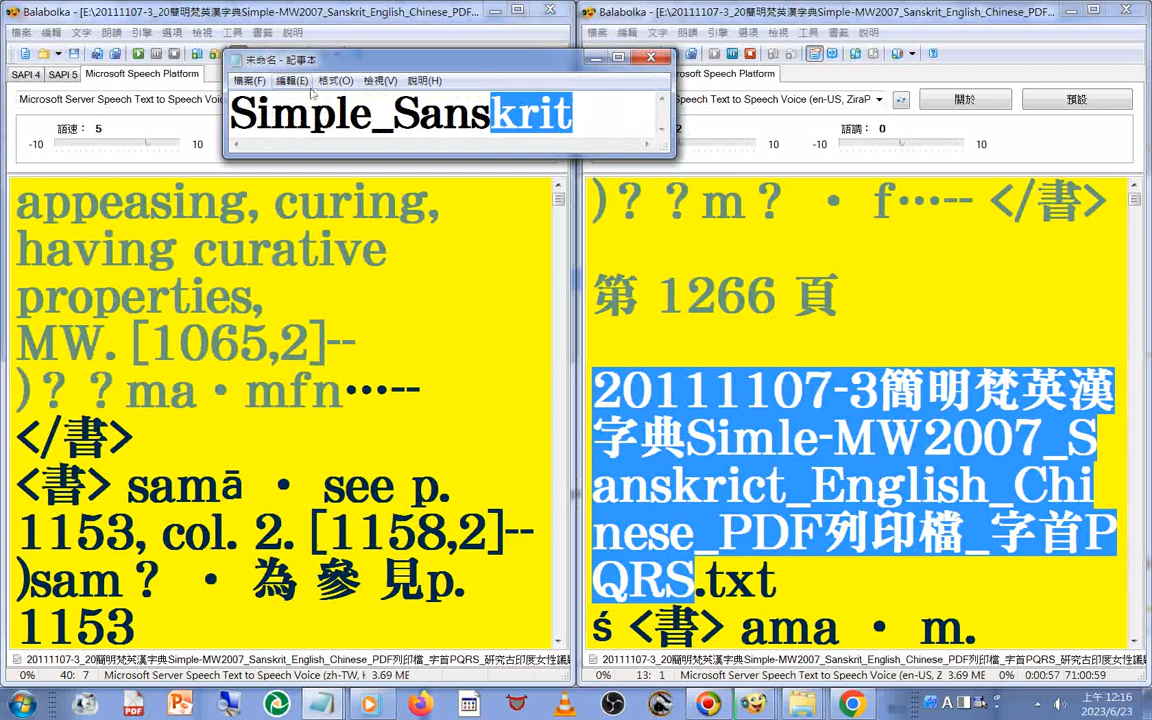 Balabolka - [E:\20111107-3_20簡明梵英漢字典Simple-MW2007_Sanskrit_English_Chinese_PDF...
檔案 編輯 文字 朗讀 引擎 選項 檢視 工具 書籤 說明
SAPI 4 SAPI 5 Microsoft Speech Platform
Microsoft Server Speech Text to Speech Voi
語速： 5
-10 10
appeasing, curing,
having curative
properties,
MW. [1065,2]--
)？？ma・mfn…--
</書>
<書> samā ・ see p.
1153, col. 2. [1158,2]--
)sam？ ・ 為 參 見p.
1153
20111107-3_20簡明梵英漢字典Simple-MW2007_Sanskrit_English_Chinese_PDF列印檔_字首PQRS_研究古印度女性議
0% 40: 7 Microsoft Server Speech Text to Speech Voice (zh-TW, H 3.69 MB
未命名 - 記事本
檔案(F) 編輯(E) 格式(O) 檢視(V) 說明(H)
Simple_Sanskrit
Balabolka - [E:\20111107-3_20簡明梵英漢字典Simple-MW2007_Sanskrit_English_Chinese_PDF...
檔案 編輯 文字 朗讀 引擎 選項 檢視 工具 書籤 說明
peech Platform
peech Text to Speech Voice (en-US, ZiraP
關於 預設
2 語調： 0
10 -10 10
)？？m？ ・ f…-- </書>
第 1266 頁
20111107-3簡明梵英漢
字典Simle-MW2007_S
anskrict_English_Chi
nese_PDF列印檔_字首P
QRS.txt
ś <書> ama ・ m.
20111107-3_20簡明梵英漢字典Simple-MW2007_Sanskrit_English_Chinese_PDF列印檔_字首PQRS_研究古印度女性議
0% 13: 1 Microsoft Server Speech Text to Speech Voice (en-US, Z 3.69 MB 0% 0:00:57 71:00:59
PDF
A
上午 12:16
2023/6/23